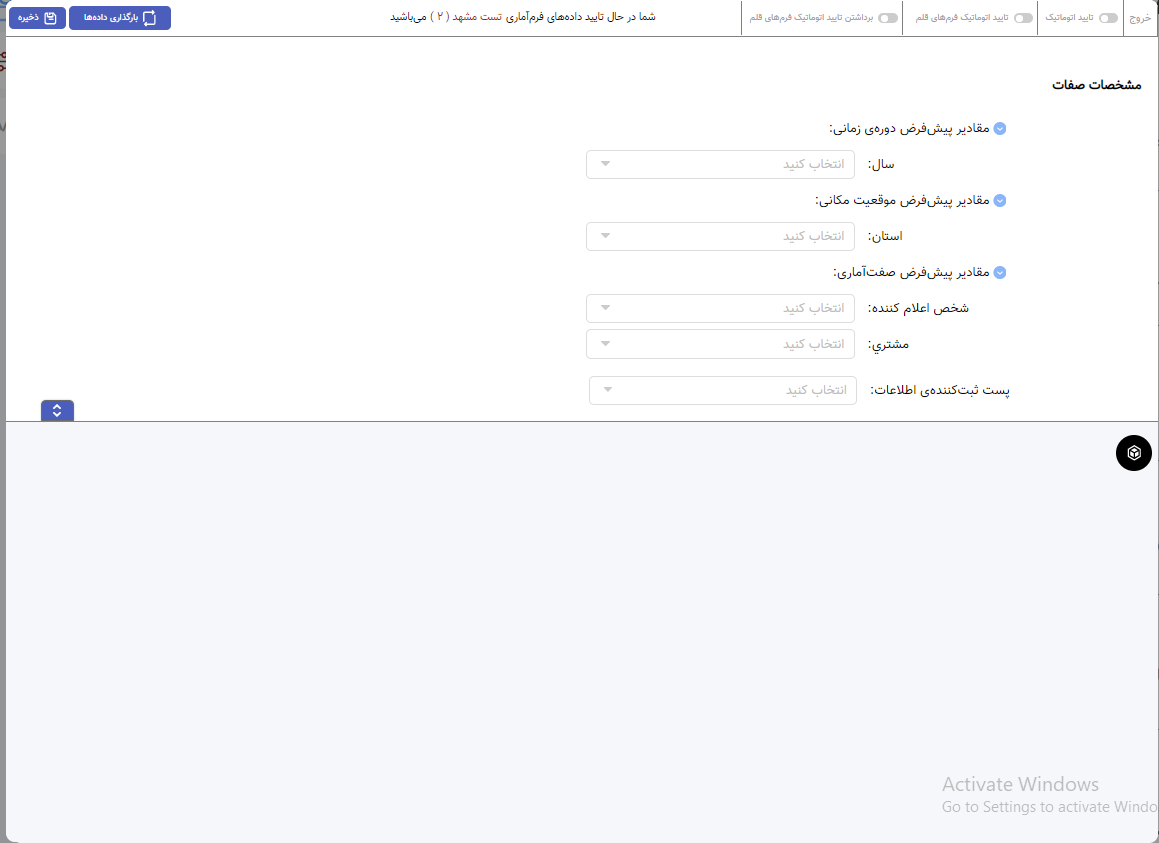 خروج
تایید اتوماتیک
تایید اتوماتیک فرم‌های قلم
برداشتن تایید اتوماتیک فرم‌های قلم
شما در حال تایید داده‌های فرم‌آماری تست مشهد ( ۲ ) می‌باشید
بارگذاری داده‌ها
ذخیره
مشخصات صفات
مقادیر پیش‌فرض دوره‌ی زمانی:
سال: انتخاب کنید
مقادیر پیش‌فرض موقعیت مکانی:
استان: انتخاب کنید
مقادیر پیش‌فرض صفت‌آماری:
شخص اعلام کننده: انتخاب کنید
مشتري: انتخاب کنید
پست ثبت‌کننده‌ی اطلاعات: انتخاب کنید
Activate Windows
Go to Settings to activate Windo